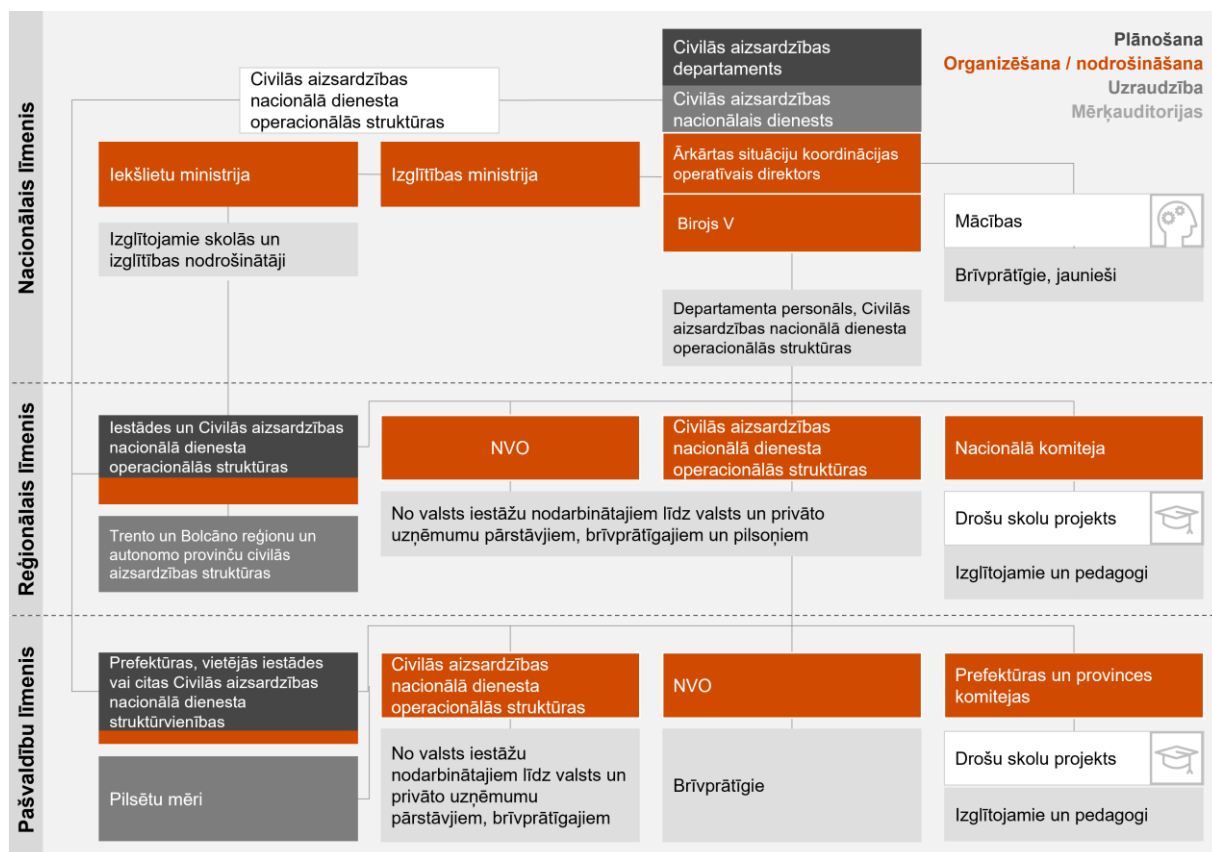 Plānošana
Organizēšana / nodrošināšana
Uzraudzība
Mērķauditorijas
Nacionālais līmenis
Civilās aizsardzības
departaments
Civilās aizsardzības
nacionālais dienests
Civilās aizsardzības
nacionālā dienesta
operacionālās struktūras
Iekšlietu ministrija
Izglītības ministrija
Ārkārtas situāciju koordinācijas
operatīvais direktors
Birojs V
Izglītojamie skolās un
izglītības nodrošinātāji
Mācības
Brīvprātīgie, jaunieši
Departamenta personāls, Civilās
aizsardzības nacionālā dienesta
operacionālās struktūras
Reģionālais līmenis
Iestādes un Civilās aizsardzības
nacionālā dienesta
operacionālās struktūras
NVO
Civilās aizsardzības
nacionālā dienesta
operacionālās struktūras
Nacionālā komiteja
Trento un Bolcāno reģionu un
autonomo provinču civilās
aizsardzības struktūras
No valsts iestāžu nodarbinātajiem līdz valsts un privāto
uzņēmumu pārstāvjiem, brīvprātīgajiem un pilsoņiem
Drošu skolu projekts
Izglītojamie un pedagogi
Pašvaldību līmenis
Prefektūras, vietējās iestādes
vai citas Civilās aizsardzības
nacionālā dienesta
struktūrvienības
Civilās aizsardzības
nacionālā dienesta
operacionālās struktūras
NVO
Prefektūras un provinces
komitejas
Pilsētu mēri
No valsts iestāžu
nodarbinātajiem līdz valsts un
privāto uzņēmumu
pārstāvjiem, brīvprātīgajiem
Brīvprātīgie
Drošu skolu projekts
Izglītojamie un pedagogi